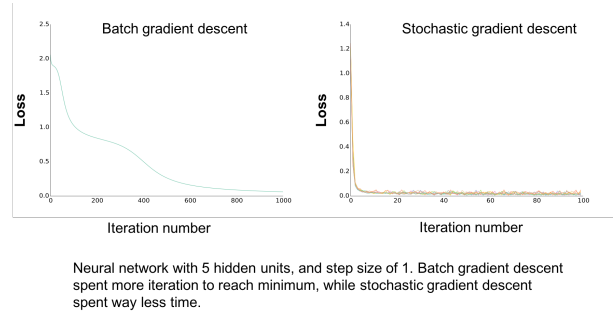 Batch gradient descent
Stochastic gradient descent
2.5
2.0
1.5
1.0
0.5
0.0
Loss
0 200 400 600 800 1000
Iteration number
1.4
1.2
1.0
0.8
0.6
0.4
0.2
0.0
Loss
0 20 40 60 80 100
Iteration number
Neural network with 5 hidden units, and step size of 1. Batch gradient descent
spent more iteration to reach minimum, while stochastic gradient descent
spent way less time.